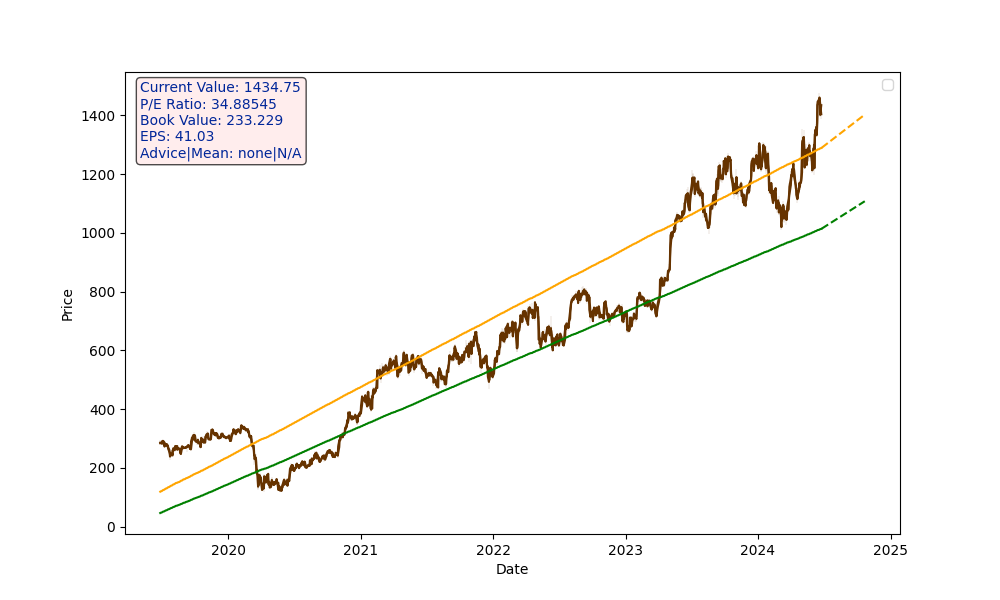 Current Value: 1434.75
P/E Ratio: 34.88545
Book Value: 233.229
EPS: 41.03
Advice|Mean: none|N/A
1400
1200
1000
800
600
400
200
0
Price
2020 2021 2022 2023 2024 2025
Date